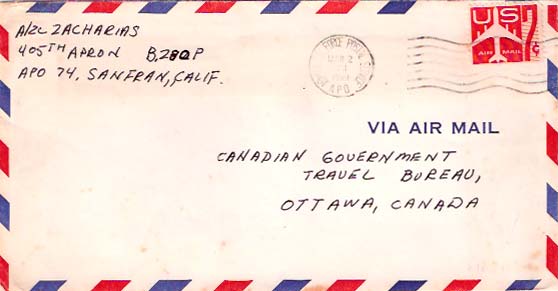 A/2C ZACHARIAS
405TH APRON B,
APO 74, SANFRAN, CALIF.
US
AIR MAIL
7¢
A.P.O.
VIA AIR MAIL
CANADIAN GOVERNMENT
TRAVEL BUREAU,
OTTAWA, CANADA